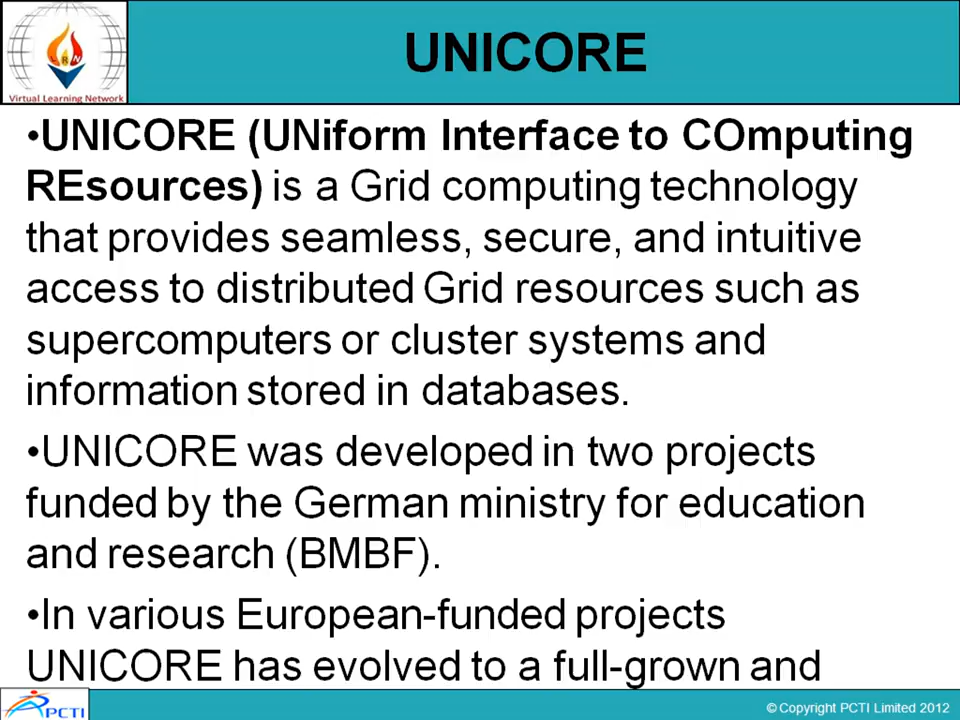 UNICORE
Virtual Learning Network
•UNICORE (UNiform Interface to COmputing
REsources) is a Grid computing technology
that provides seamless, secure, and intuitive
access to distributed Grid resources such as
supercomputers or cluster systems and
information stored in databases.
•UNICORE was developed in two projects
funded by the German ministry for education
and research (BMBF).
•In various European-funded projects
UNICORE has evolved to a full-grown and
PCTI
© Copyright PCTI Limited 2012